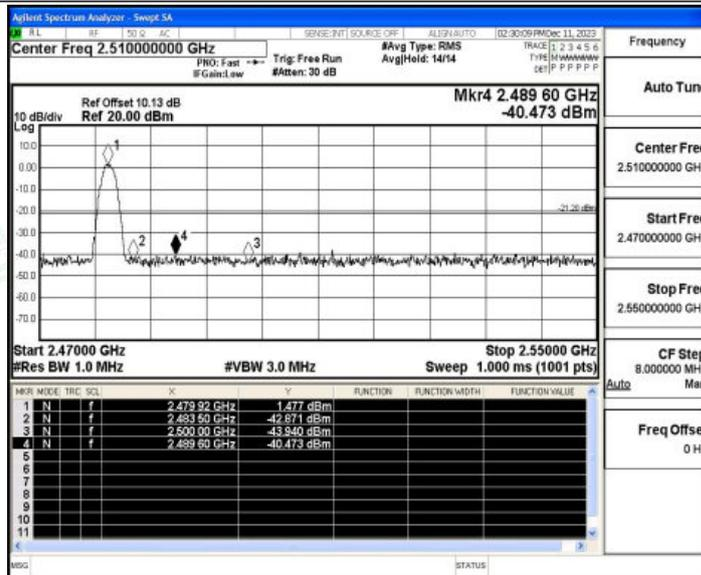 Agilent Spectrum Analyzer - Swept SA
RL RF 50 Ω AC SENSE:INT SOURCE OFF ALIGN AUTO 02:30:09 PM Dec 11, 2023
Center Freq 2.510000000 GHz
PNO: Fast
IFGain:Low
Trig: Free Run
#Atten: 30 dB
#Avg Type: RMS
Avg|Hold: 14/14
TRACE 1 2 3 4 5 6
TYPE M WWWWW
DET P P P P P P
Ref Offset 10.13 dB
10 dB/div Ref 20.00 dBm
Log
Mkr4 2.489 60 GHz
-40.473 dBm
10.0
0.00
-10.0
-20.0
-30.0
-40.0
-50.0
-60.0
-70.0
1
2
4
3
-21.20 dBm
Start 2.47000 GHz Stop 2.55000 GHz
#Res BW 1.0 MHz #VBW 3.0 MHz Sweep 1.000 ms (1001 pts)
MKR MODE TRC SCL X Y FUNCTION FUNCTION WIDTH FUNCTION VALUE
1 N f 2.479 92 GHz 1.477 dBm
2 N f 2.483 50 GHz -42.871 dBm
3 N f 2.500 00 GHz -43.940 dBm
4 N f 2.489 60 GHz -40.473 dBm
5
6
7
8
9
10
11
MSG STATUS
Frequency
Auto Tun
Center Fre
2.510000000 GH
Start Fre
2.470000000 GH
Stop Fre
2.550000000 GH
CF Step
8.000000 MH
Auto Ma
Freq Offse
0 H